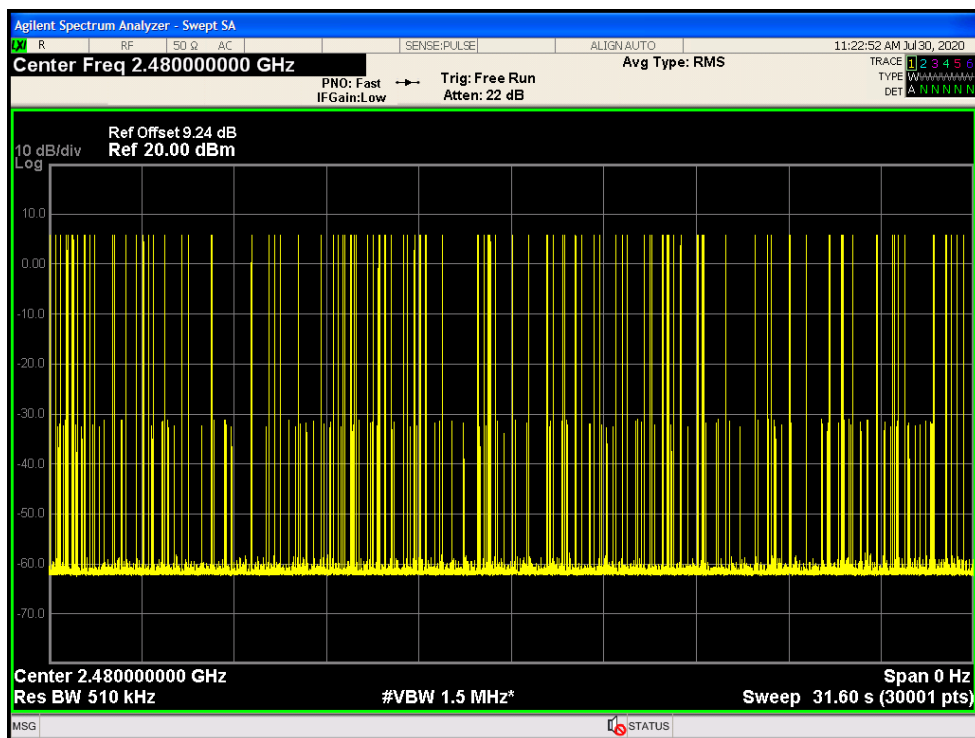 Agilent Spectrum Analyzer - Swept SA
LXI R RF 50 Ω AC SENSE:PULSE ALIGN AUTO 11:22:52 AM Jul 30, 2020
Center Freq 2.480000000 GHz Avg Type: RMS TRACE 1 2 3 4 5 6
PNO: Fast Trig: Free Run TYPE
IFGain:Low Atten: 22 dB DET A N N N N N
Ref Offset 9.24 dB
10 dB/div Ref 20.00 dBm
Log
10.0
0.00
-10.0
-20.0
-30.0
-40.0
-50.0
-60.0
-70.0
Center 2.480000000 GHz Span 0 Hz
Res BW 510 kHz #VBW 1.5 MHz* Sweep 31.60 s (30001 pts)
MSG STATUS